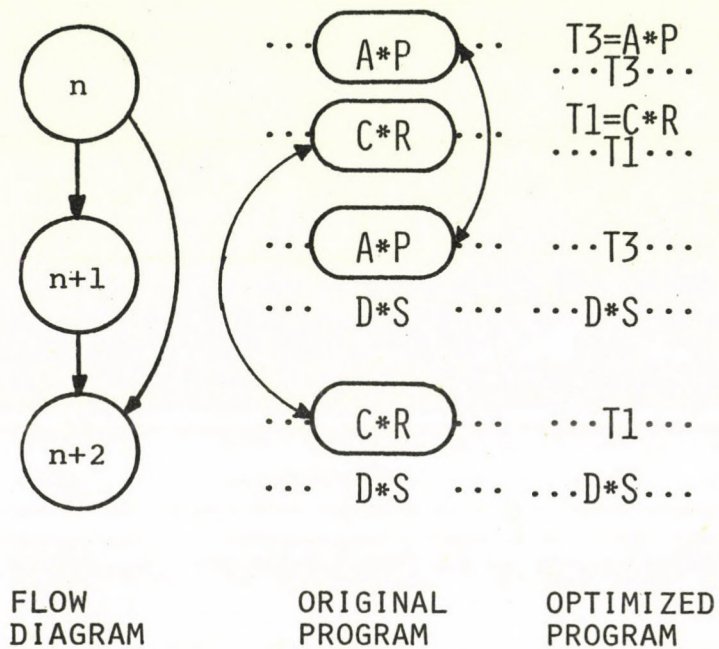 n
n+1
n+2
··· A*P ···
··· C*R ···
··· A*P ···
··· D*S ···
··· C*R ···
··· D*S ···
T3=A*P
···T3···
T1=C*R
···T1···
···T3···
···D*S···
···T1···
···D*S···
FLOW
DIAGRAM
ORIGINAL
PROGRAM
OPTIMIZED
PROGRAM